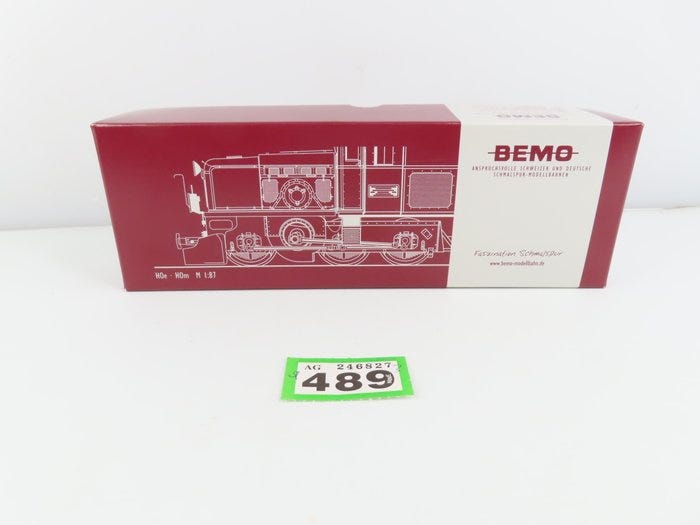 BEMO
BEMO
ANSPRUCHSVOLLE SCHWEIZER UND DEUTSCHE
SCHMALSPUR-MODELLBAHNEN
Faszination Schmalspur
www.bemo-modellbahn.de
H0e - H0m M 1:87
AG 246827
489